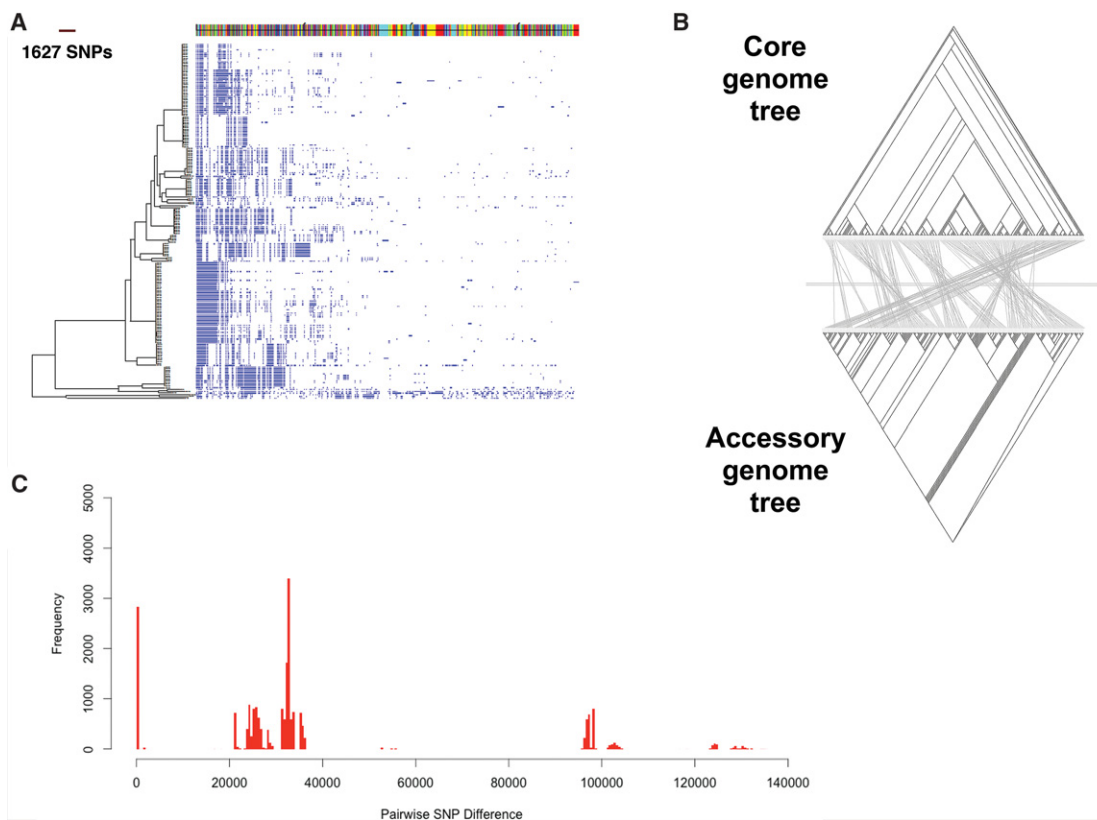 A
1627 SNPs
B
Core
genome
tree
Accessory
genome
tree
C
Frequency
5000
4000
3000
2000
1000
0
0 20000 40000 60000 80000 100000 120000 140000
Pairwise SNP Difference